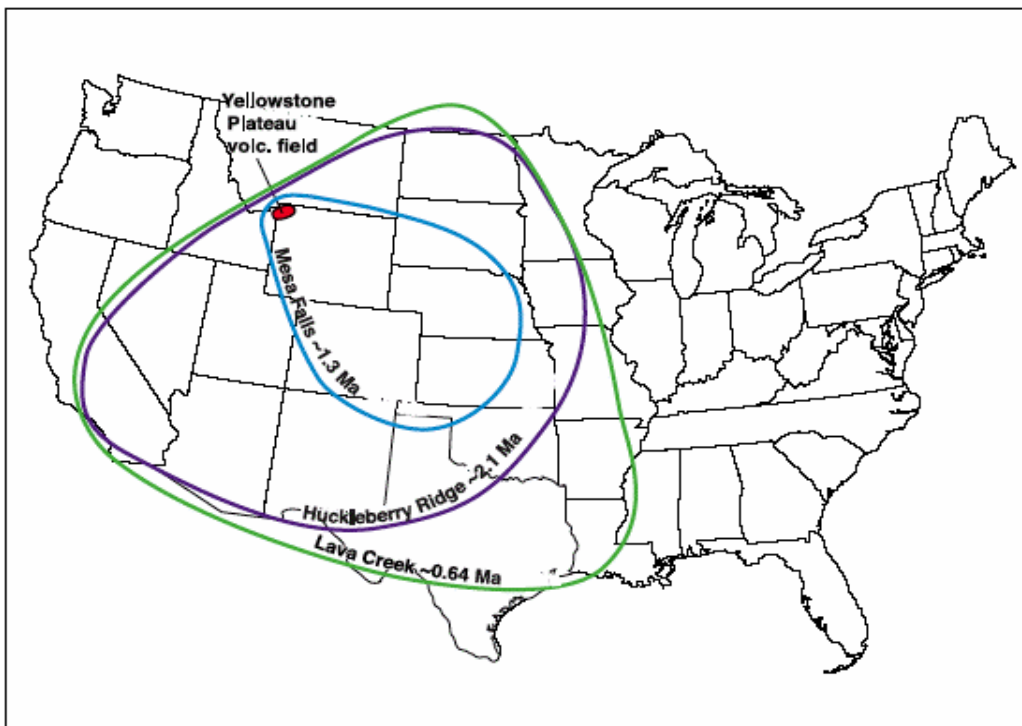 Yellowstone
Plateau
volc. field
Mesa Falls ~1.3 Ma
Huckleberry Ridge ~2.1 Ma
Lava Creek ~0.64 Ma